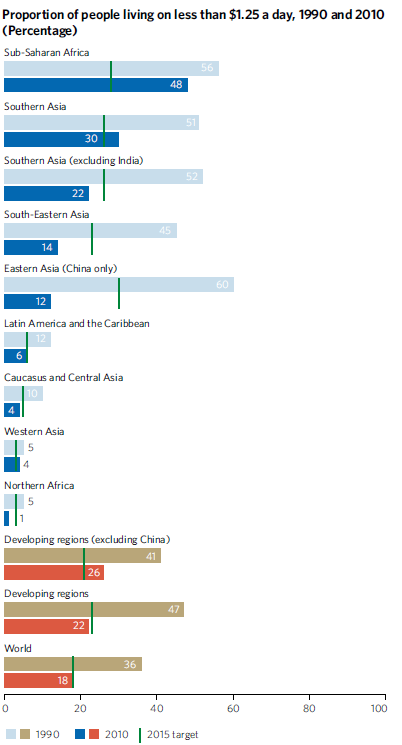 Proportion of people living on less than $1.25 a day, 1990 and 2010
(Percentage)
Sub-Saharan Africa
56
48
Southern Asia
51
30
Southern Asia (excluding India)
52
22
South-Eastern Asia
45
14
Eastern Asia (China only)
60
12
Latin America and the Caribbean
12
6
Caucasus and Central Asia
10
4
Western Asia
5
4
Northern Africa
5
1
Developing regions (excluding China)
41
26
Developing regions
47
22
World
36
18
0 20 40 60 80 100
1990 2010 2015 target